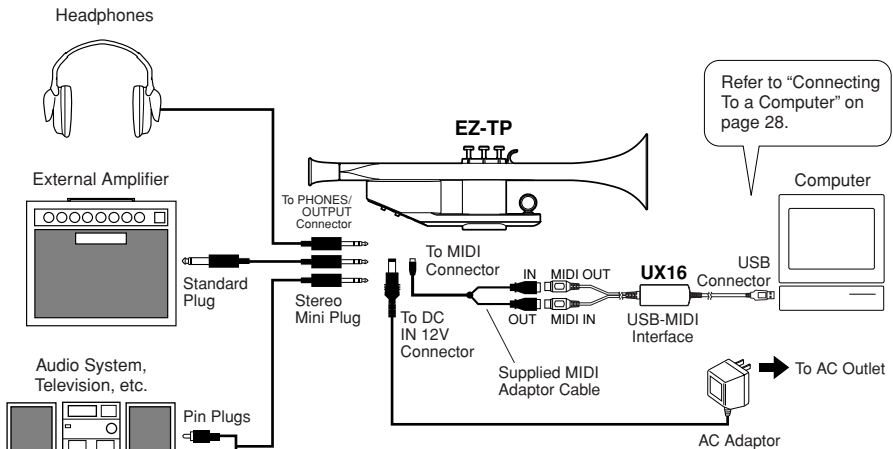 Headphones
Refer to “Connecting
To a Computer” on
page 28.
EZ-TP
External Amplifier
Computer
To PHONES/
OUTPUT
Connector
To MIDI
Connector
IN
MIDI OUT
UX16
USB
Connector
Standard
Plug
Stereo
Mini Plug
To DC
IN 12V
Connector
OUT
MIDI IN
USB-MIDI
Interface
Supplied MIDI
Adaptor Cable
To AC Outlet
Audio System,
Television, etc.
Pin Plugs
AC Adaptor